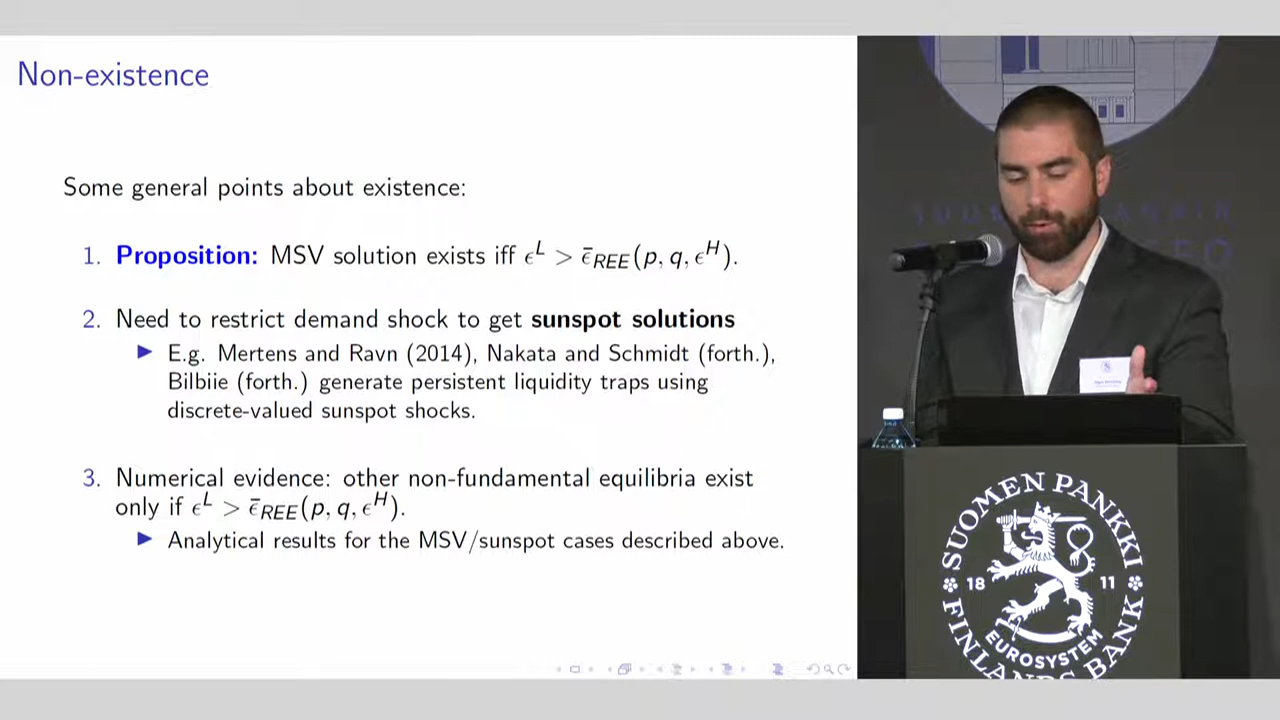 Non-existence
Some general points about existence:
1. Proposition: MSV solution exists iff ϵ^L > ϵ̄_REE(p, q, ϵ^H).
2. Need to restrict demand shock to get sunspot solutions
▶ E.g. Mertens and Ravn (2014), Nakata and Schmidt (forth.),
Bilbiie (forth.) generate persistent liquidity traps using
discrete-valued sunspot shocks.
3. Numerical evidence: other non-fundamental equilibria exist
only if ϵ^L > ϵ̄_REE(p, q, ϵ^H).
▶ Analytical results for the MSV/sunspot cases described above.
SUOMEN PANKKI
18 11
EUROSYSTEM
FINLANDS BANK